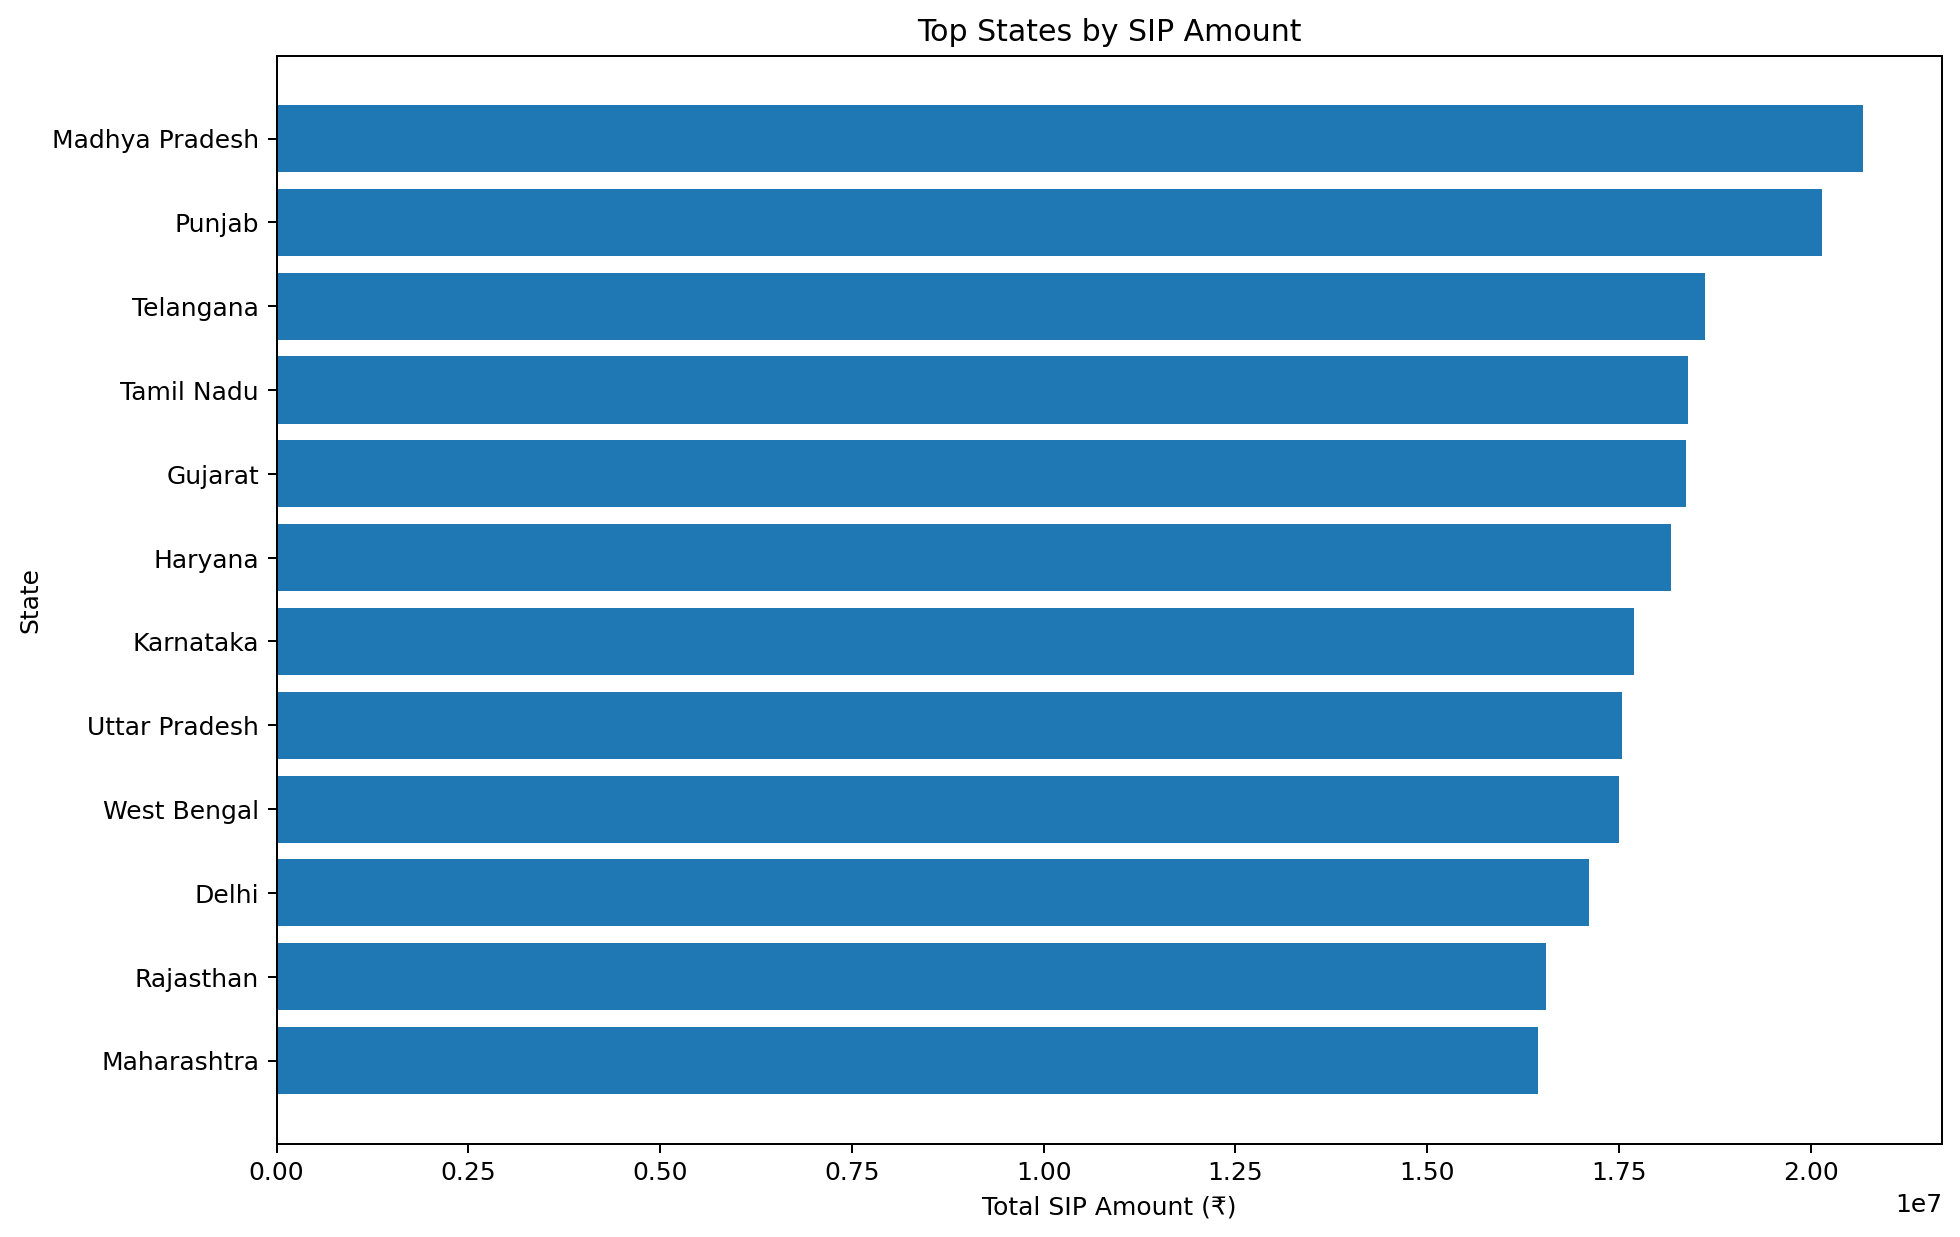 Top States by SIP Amount
Madhya Pradesh
Punjab
Telangana
Tamil Nadu
Gujarat
Haryana
Karnataka
Uttar Pradesh
West Bengal
Delhi
Rajasthan
Maharashtra
State
0.00 0.25 0.50 0.75 1.00 1.25 1.50 1.75 2.00
1e7
Total SIP Amount (₹)